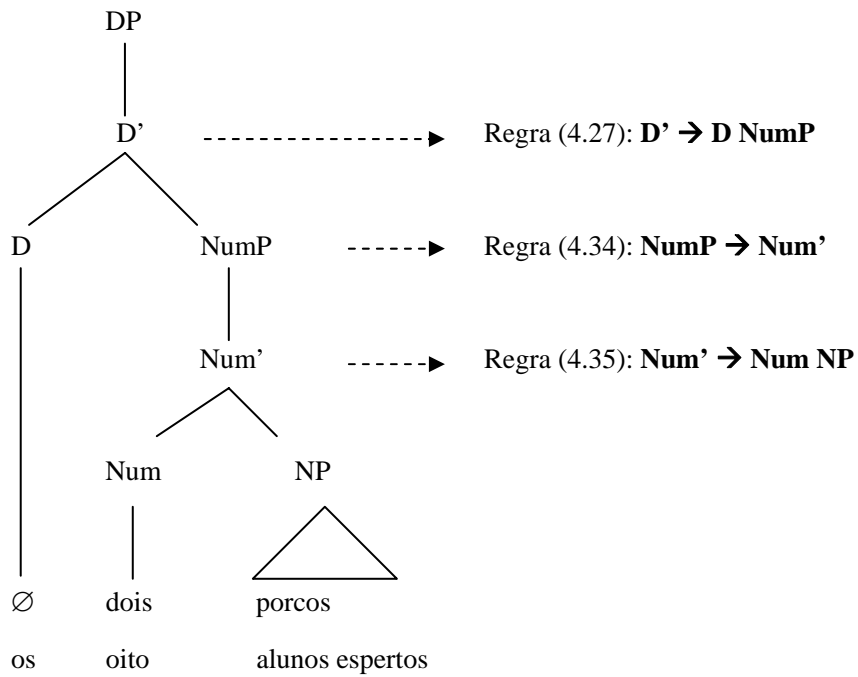 DP
D’ Regra (4.27): D’ → D NumP
D NumP Regra (4.34): NumP → Num’
Num’ Regra (4.35): Num’ → Num NP
Num NP
∅ dois porcos
os oito alunos espertos